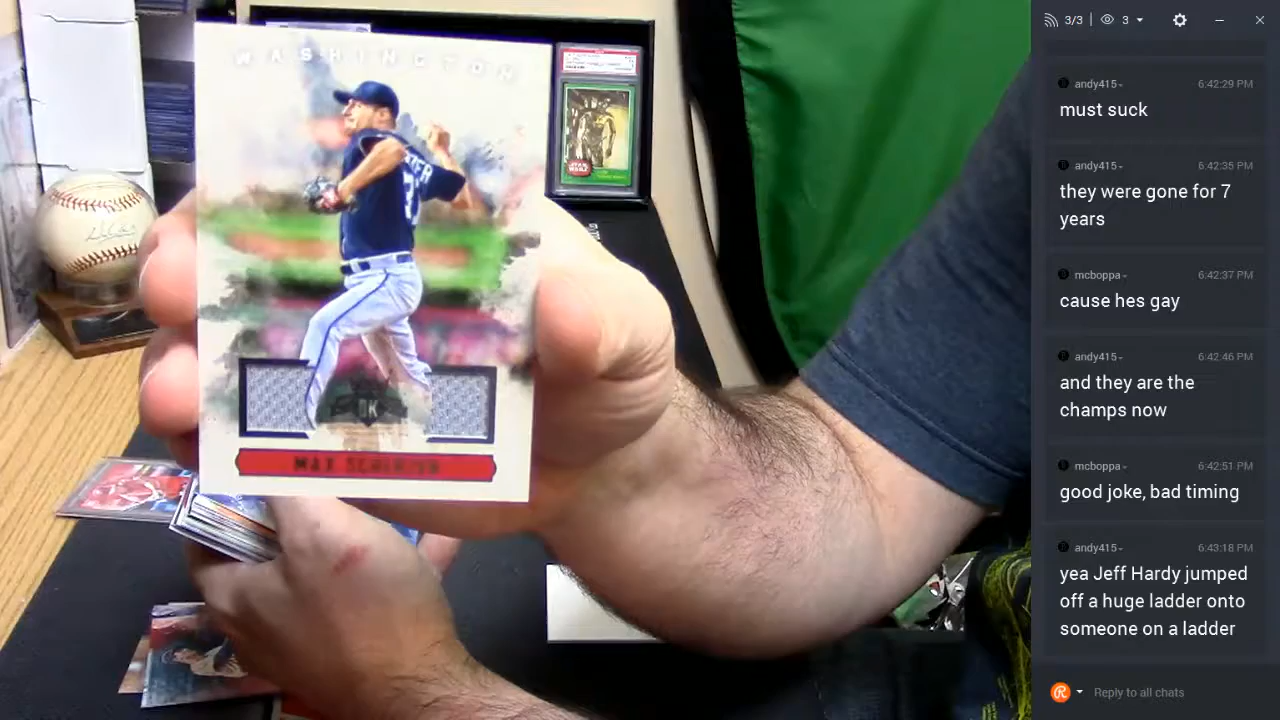 WASHINGTON
DK
MAX SCHERZER
STAR
WARS
3/3
3
andy415
6:42:29 PM
must suck
andy415
6:42:35 PM
they were gone for 7
years
mcboppa
6:42:37 PM
cause hes gay
andy415
6:42:46 PM
and they are the
champs now
mcboppa
6:42:51 PM
good joke, bad timing
andy415
6:43:18 PM
yea Jeff Hardy jumped
off a huge ladder onto
someone on a ladder
Reply to all chats